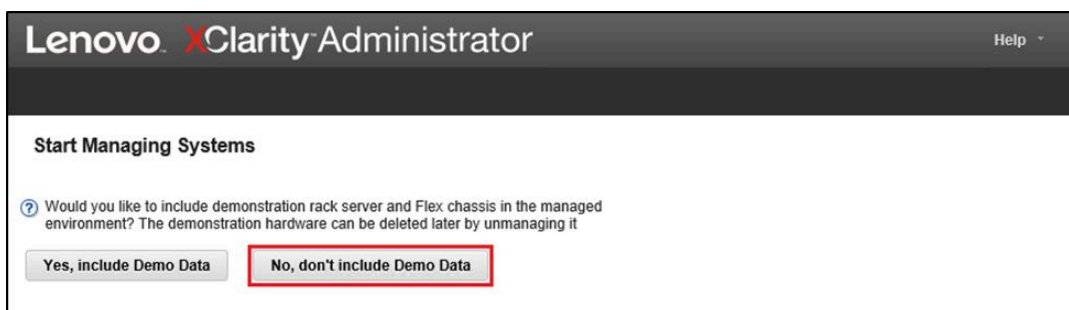 Lenovo. XClarity Administrator
Help
Start Managing Systems
Would you like to include demonstration rack server and Flex chassis in the managed
environment? The demonstration hardware can be deleted later by unmanaging it
Yes, include Demo Data
No, don't include Demo Data